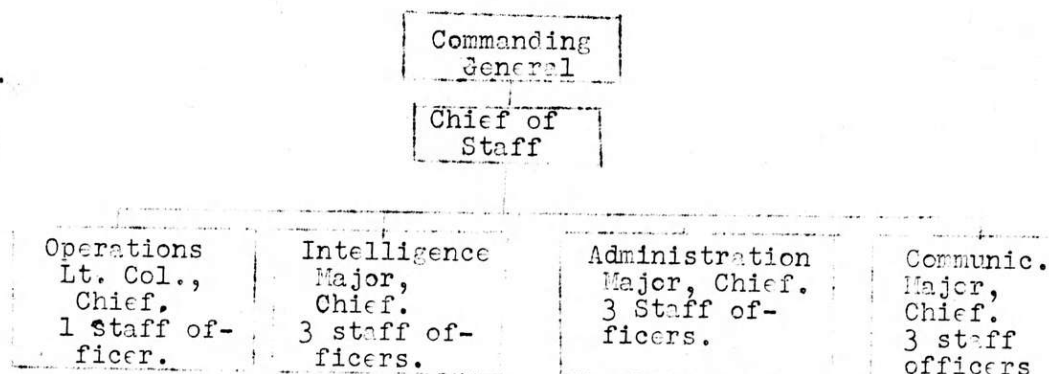 Commanding
General
Chief of
Staff
Operations
Lt. Col.,
Chief.
1 Staff of-
ficer.
Intelligence
Major,
Chief.
3 staff of-
ficers.
Administration
Major, Chief.
3 Staff of-
ficers.
Communic.
Major,
Chief.
3 staff
officers